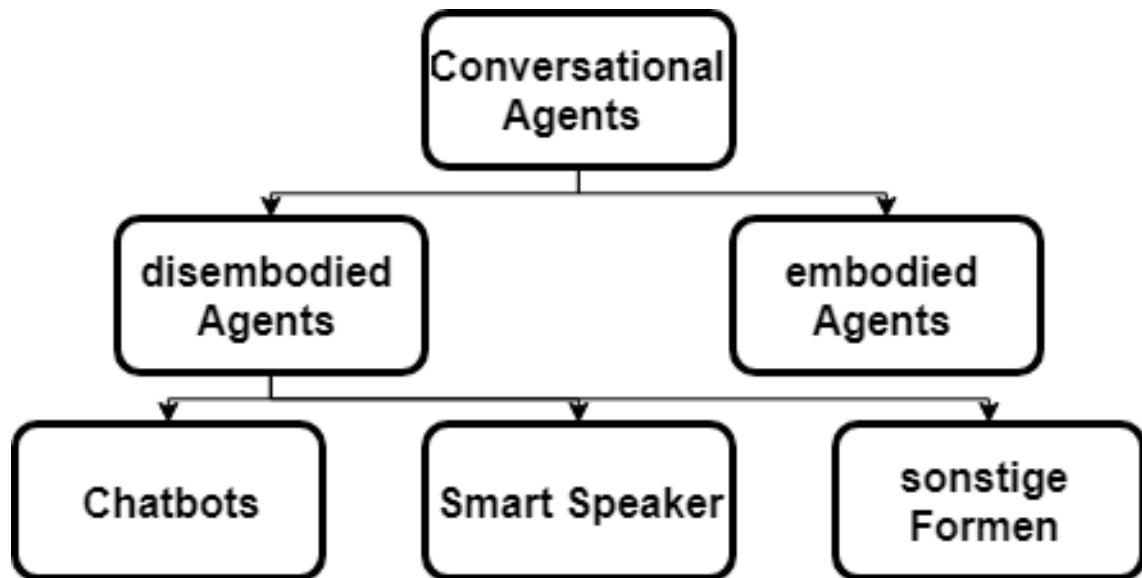 Conversational
Agents
disembodied
Agents
embodied
Agents
Chatbots
Smart Speaker
sonstige
Formen